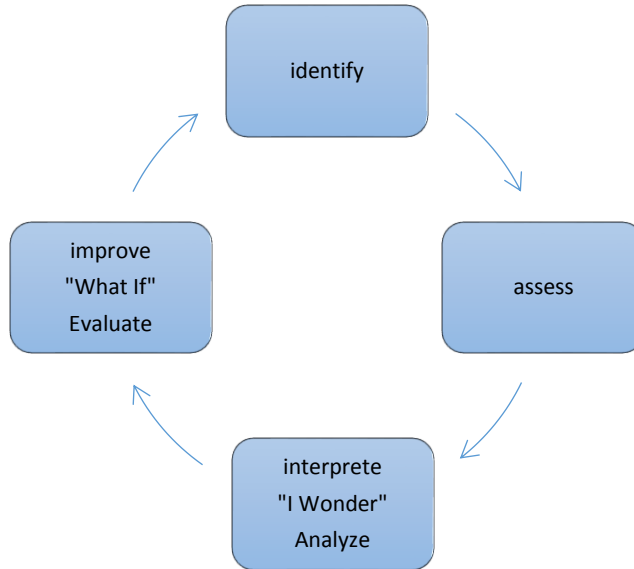 identify
assess
interprete
"I Wonder"
Analyze
improve
"What If"
Evaluate